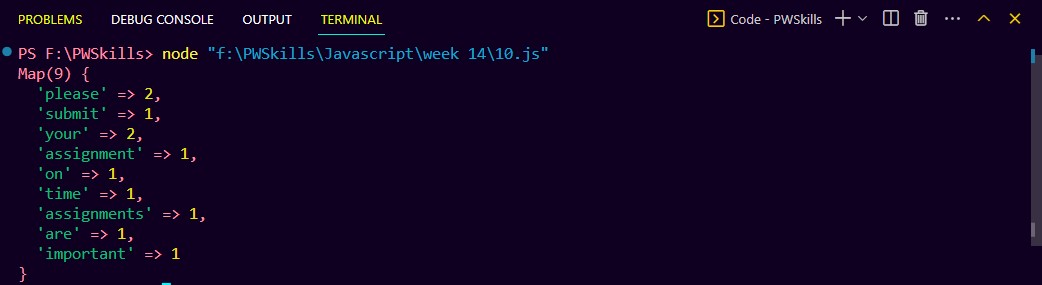 PROBLEMS DEBUG CONSOLE OUTPUT TERMINAL Code - PWSkills
PS F:\PWSkills> node "f:\PWSkills\Javascript\week 14\10.js"
Map(9) {
'please' => 2,
'submit' => 1,
'your' => 2,
'assignment' => 1,
'on' => 1,
'time' => 1,
'assignments' => 1,
'are' => 1,
'important' => 1
}